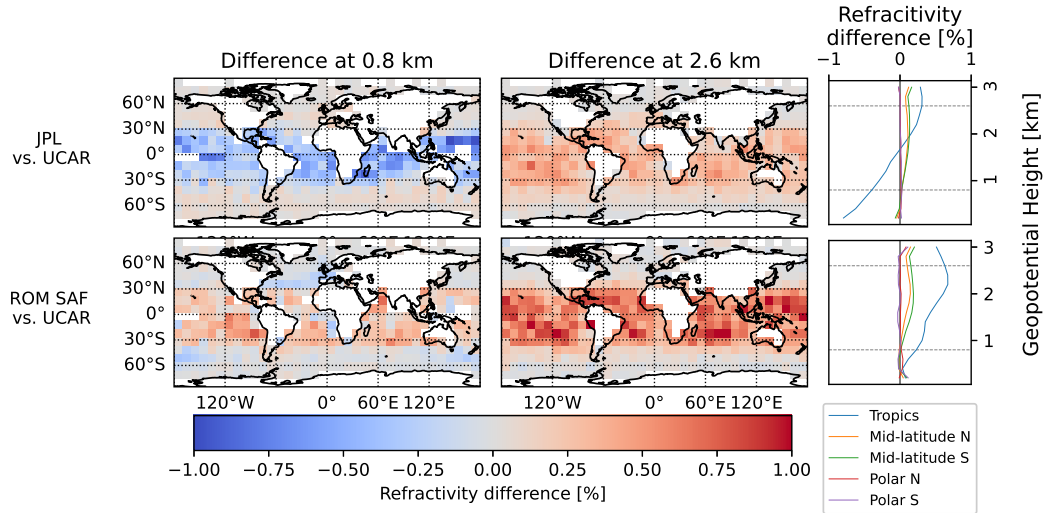 Refracitivity
difference [%]
Difference at 0.8 km
Difference at 2.6 km
−1 0 1
60°N
30°N
0°
30°S
60°S
JPL
vs. UCAR
3
2
1
60°N
30°N
0°
30°S
60°S
ROM SAF
vs. UCAR
3
2
1
Geopotential Height [km]
120°W 0° 60°E 120°E
120°W 0° 60°E 120°E
−1.00 −0.75 −0.50 −0.25 0.00 0.25 0.50 0.75 1.00
Refractivity difference [%]
Tropics
Mid-latitude N
Mid-latitude S
Polar N
Polar S